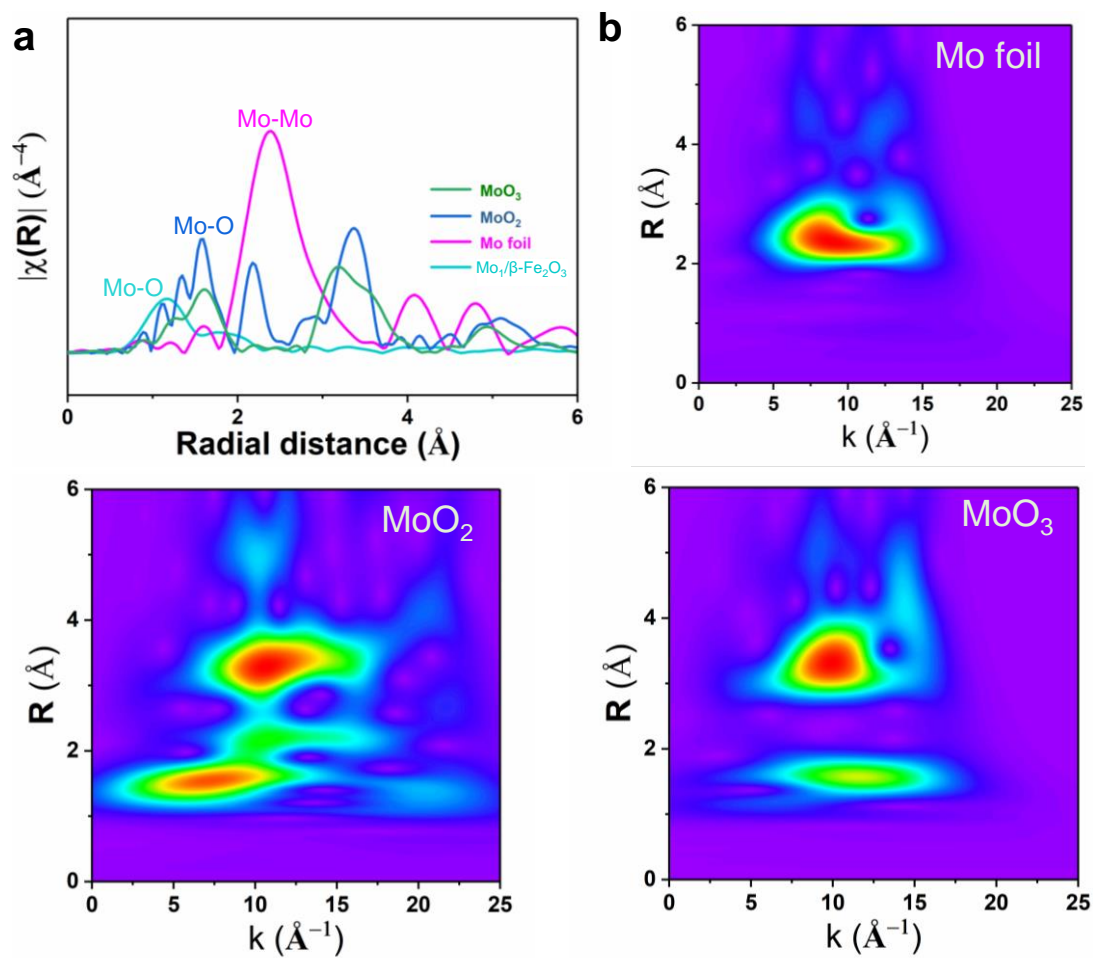 a
|χ(R)| (Å⁻⁴)
Mo-Mo
Mo-O
Mo-O
MoO₃
MoO₂
Mo foil
Mo₁/β-Fe₂O₃
0 2 4 6
Radial distance (Å)
b
Mo foil
R (Å)
6
4
2
0
0 5 10 15 20 25
k (Å⁻¹)
MoO₂
R (Å)
6
4
2
0
0 5 10 15 20 25
k (Å⁻¹)
MoO₃
R (Å)
6
4
2
0
0 5 10 15 20 25
k (Å⁻¹)